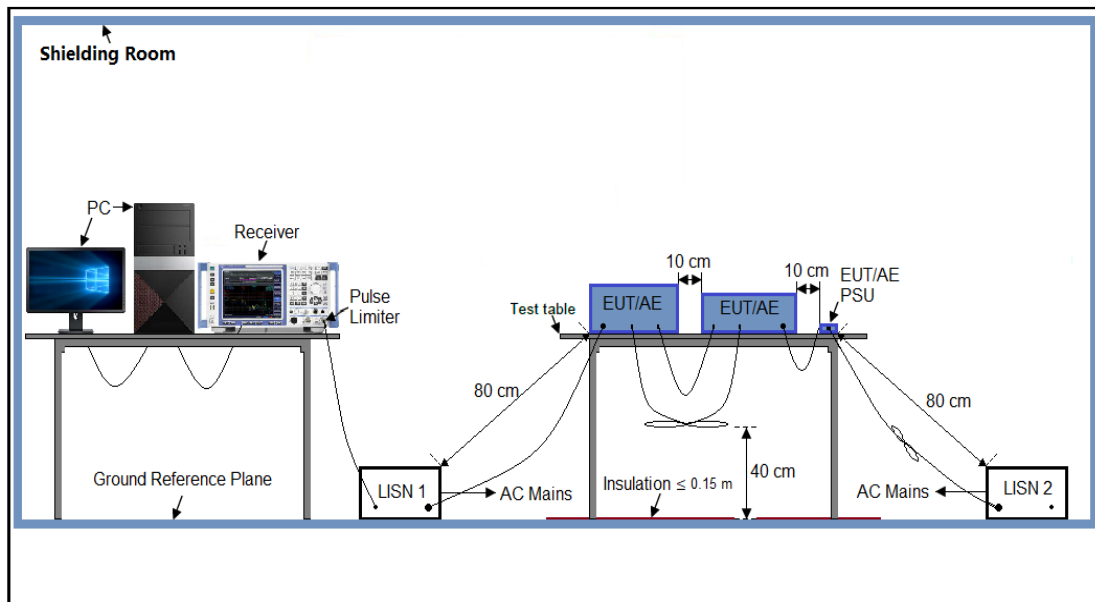 Shielding Room
PC
Receiver
Pulse
Limiter
Test table
EUT/AE
10 cm
EUT/AE
10 cm
EUT/AE
PSU
80 cm
80 cm
40 cm
Ground Reference Plane
LISN 1
AC Mains
Insulation ≤ 0.15 m
AC Mains
LISN 2